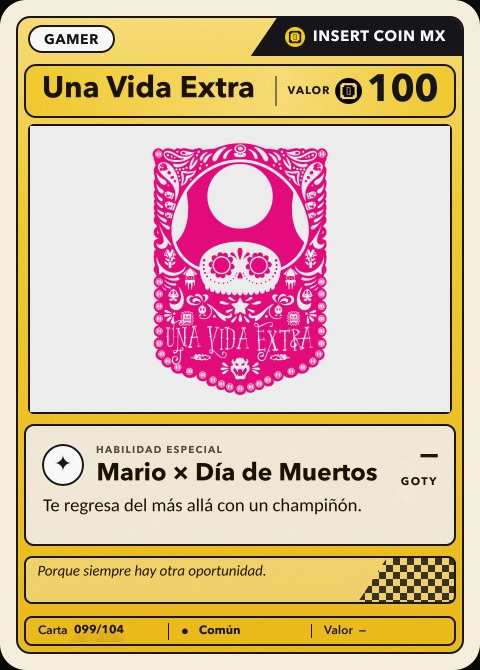 GAMER
INSERT COIN MX
Una Vida Extra
VALOR 100
UNA VIDA EXTRA
HABILIDAD ESPECIAL
Mario × Día de Muertos
—
GOTY
Te regresa del más allá con un champiñón.
Porque siempre hay otra oportunidad.
Carta 099/104 • Común Valor —